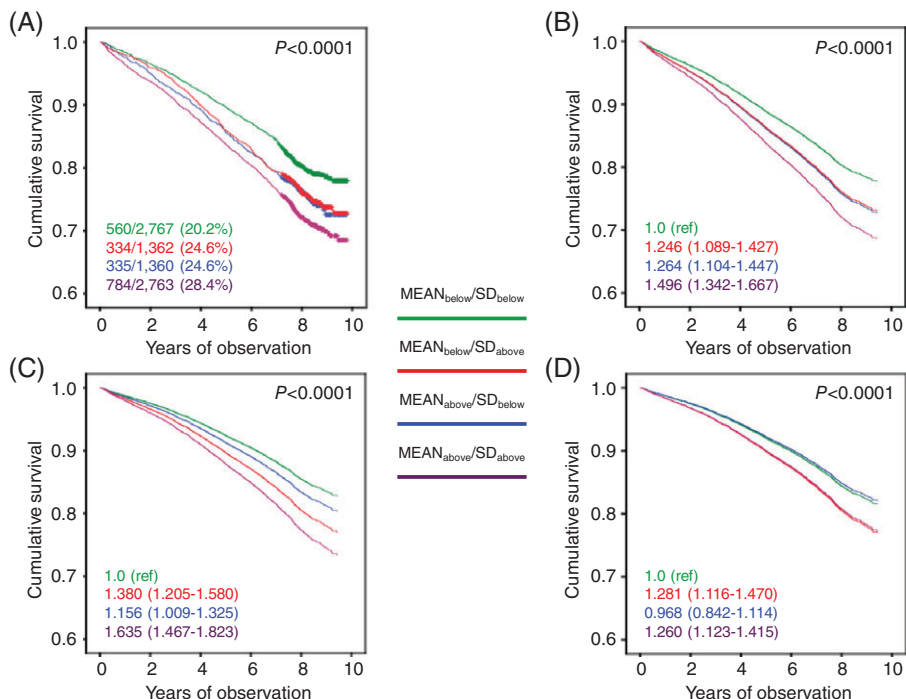 (A)
P<0.0001
1.0
0.9
0.8
0.7
0.6
Cumulative survival
560/2,767 (20.2%)
334/1,362 (24.6%)
335/1,360 (24.6%)
784/2,763 (28.4%)
0 2 4 6 8 10
Years of observation
(B)
P<0.0001
1.0
0.9
0.8
0.7
0.6
Cumulative survival
1.0 (ref)
1.246 (1.089-1.427)
1.264 (1.104-1.447)
1.496 (1.342-1.667)
0 2 4 6 8 10
Years of observation
MEANbelow/SDbelow
MEANbelow/SDabove
MEANabove/SDbelow
MEANabove/SDabove
(C)
P<0.0001
1.0
0.9
0.8
0.7
0.6
Cumulative survival
1.0 (ref)
1.380 (1.205-1.580)
1.156 (1.009-1.325)
1.635 (1.467-1.823)
0 2 4 6 8 10
Years of observation
(D)
P<0.0001
1.0
0.9
0.8
0.7
0.6
Cumulative survival
1.0 (ref)
1.281 (1.116-1.470)
0.968 (0.842-1.114)
1.260 (1.123-1.415)
0 2 4 6 8 10
Years of observation